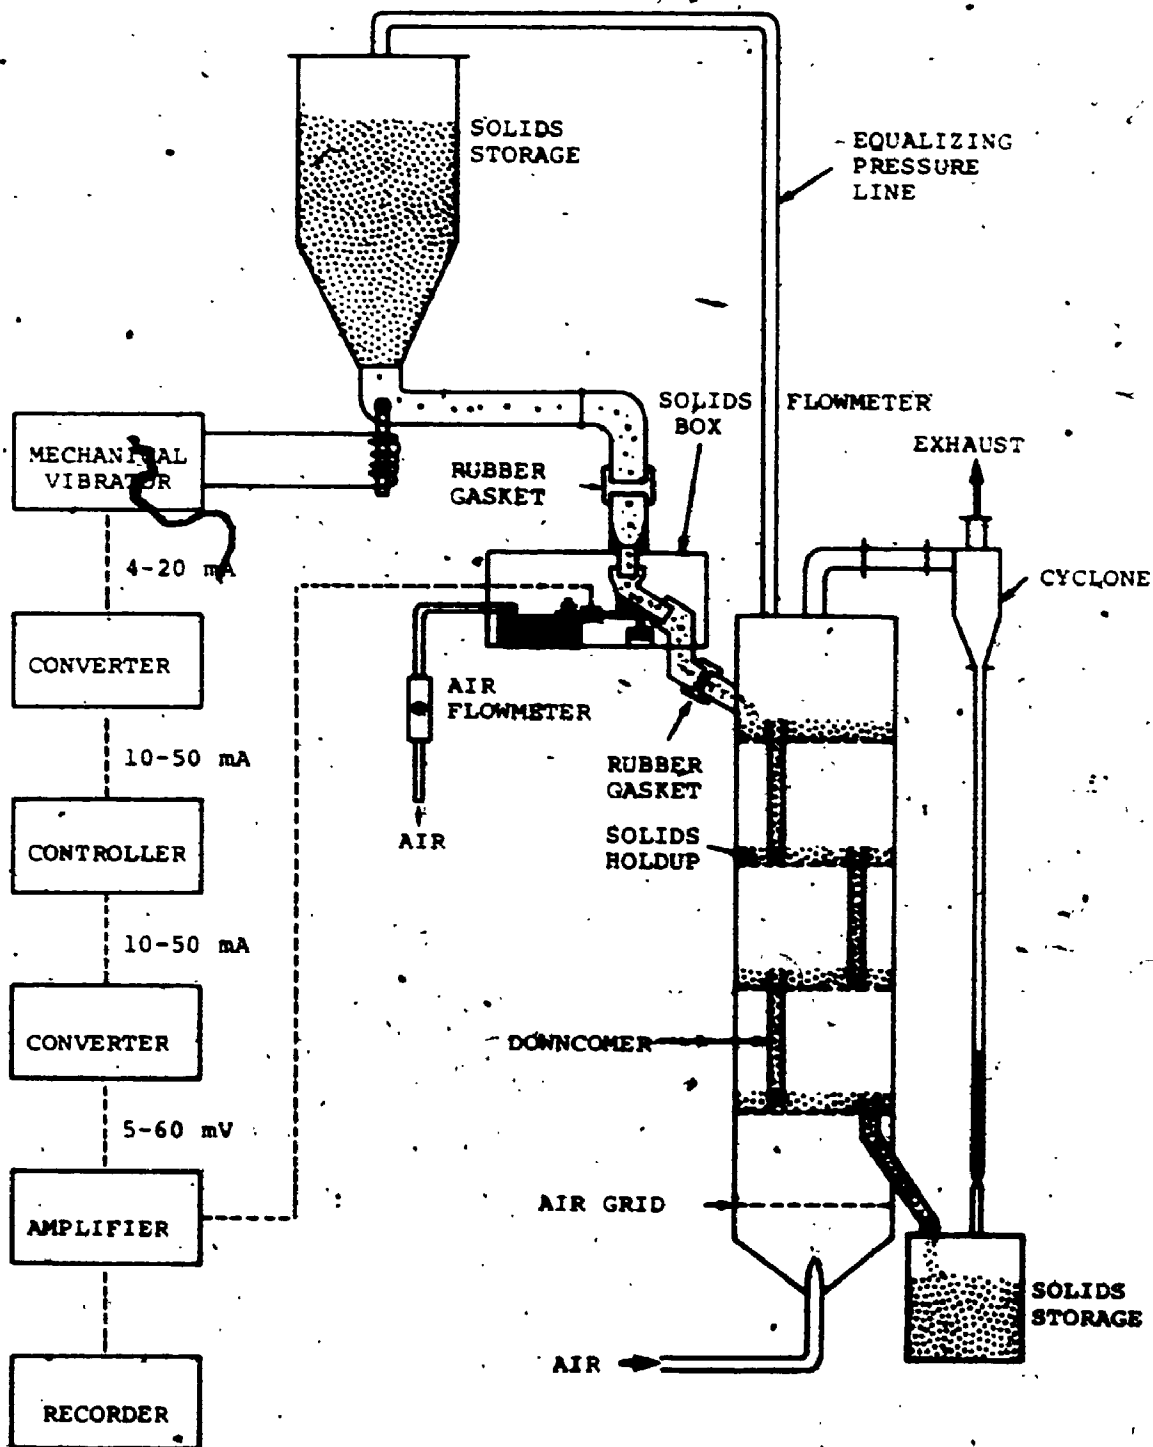 SOLIDS
STORAGE
EQUALIZING
PRESSURE
LINE
SOLIDS FLOWMETER
BOX
EXHAUST
MECHANICAL
VIBRATOR
RUBBER
GASKET
4-20 mA
CYCLONE
CONVERTER
AIR
FLOWMETER
10-50 mA
RUBBER
GASKET
AIR
SOLIDS
HOLDUP
CONTROLLER
10-50 mA
CONVERTER
DOWNCOMER
5-60 mV
AIR GRID
AMPLIFIER
SOLIDS
STORAGE
AIR
RECORDER